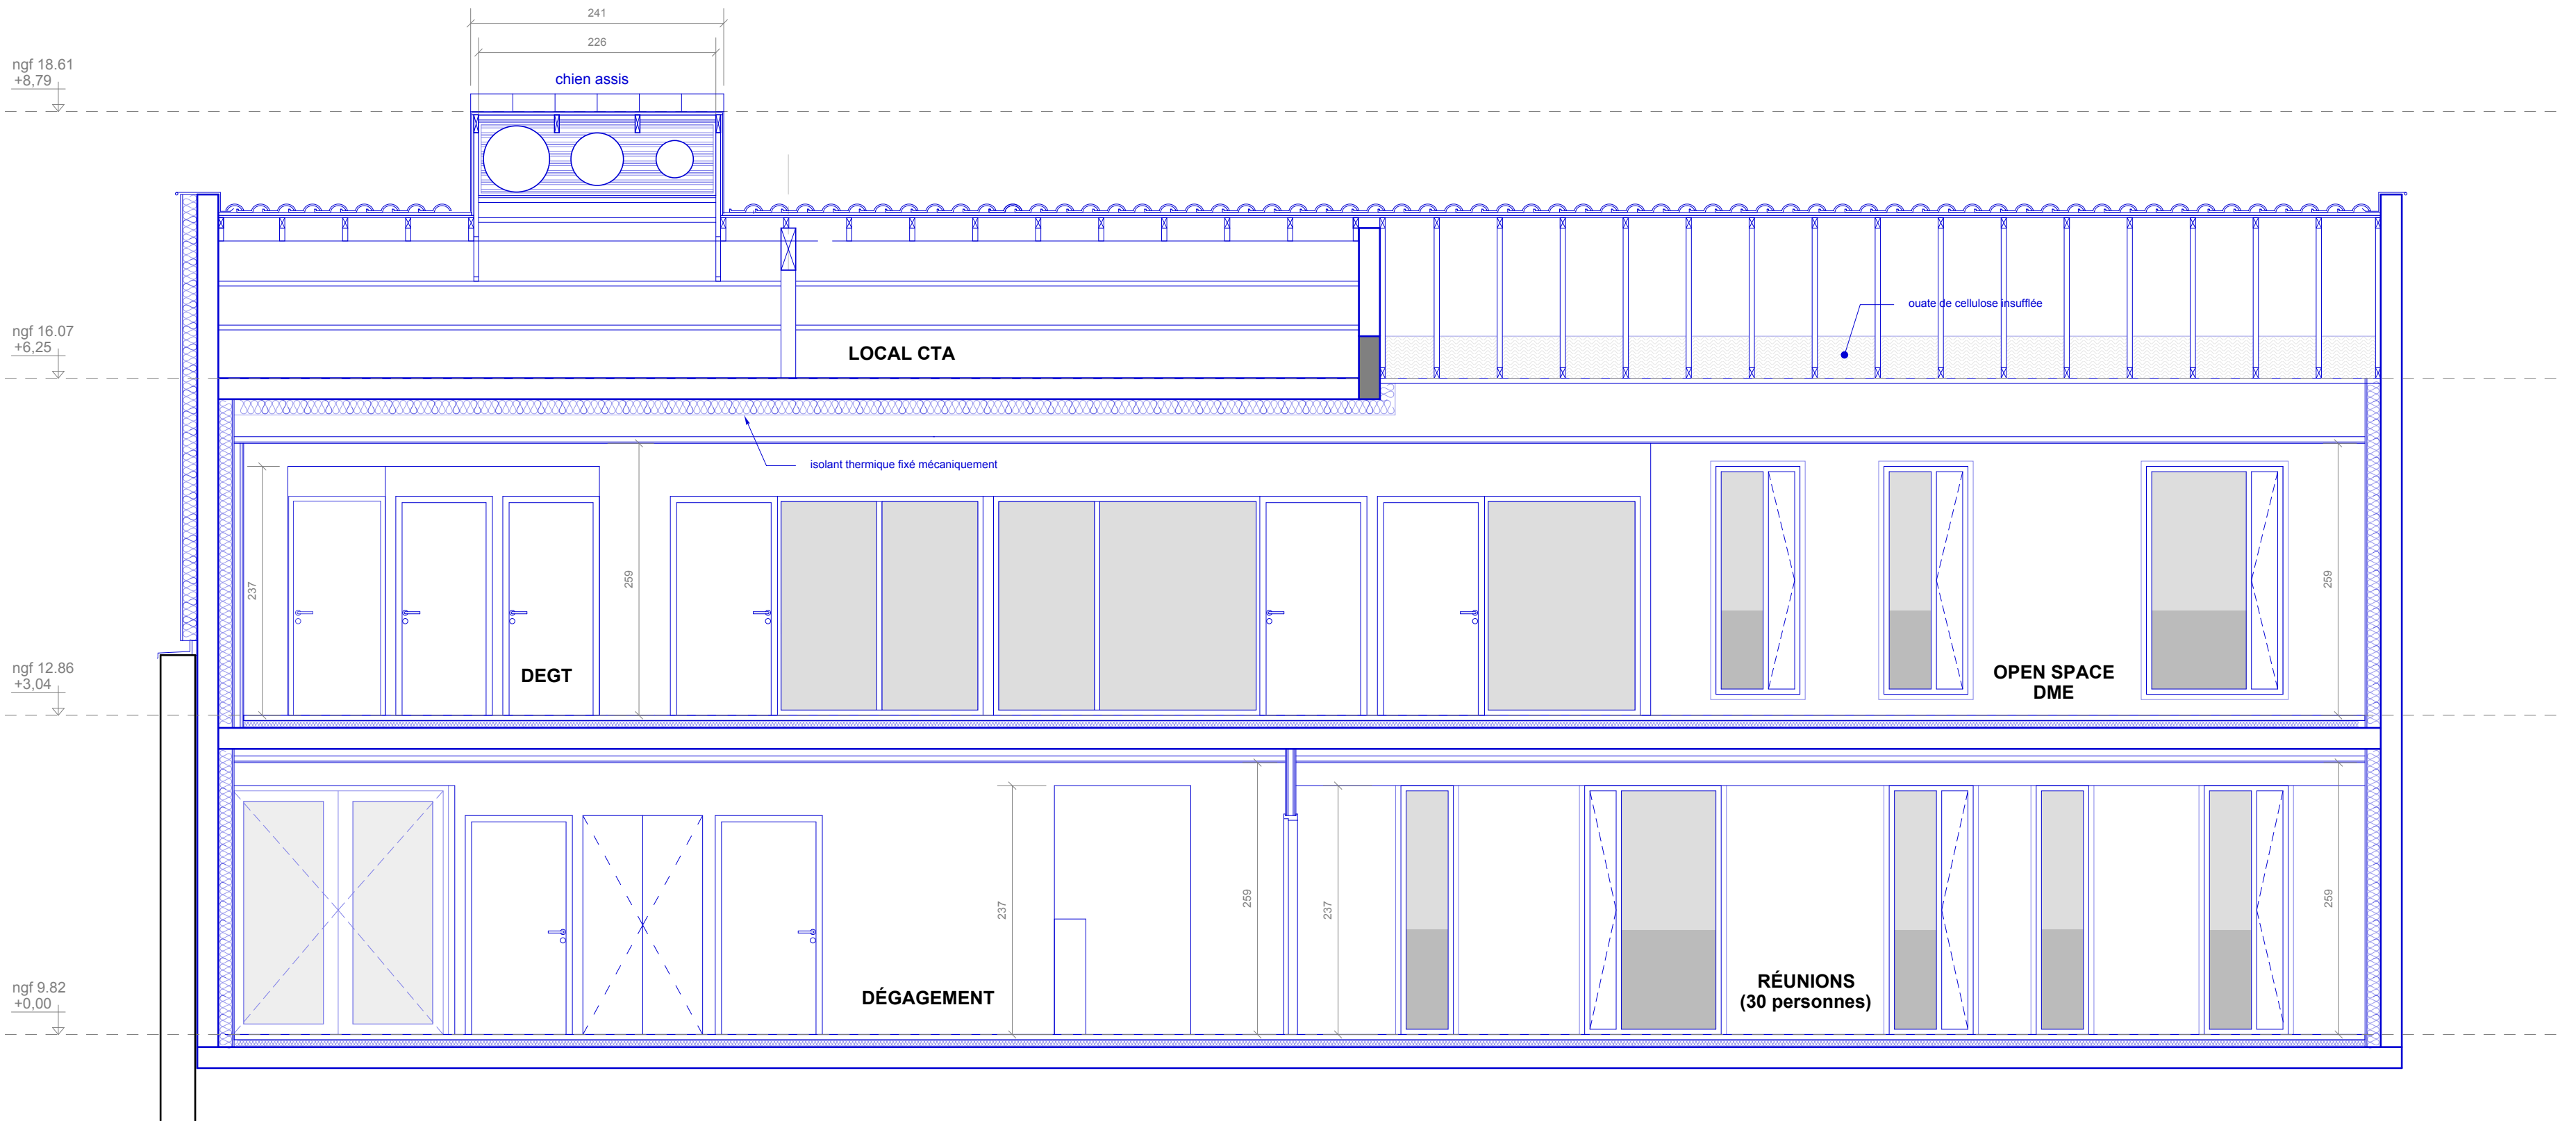 241
226
chien assis
ngf 18.61
+8,79
ngf 16.07
+6,25
ouate de cellulose insufflée
LOCAL CTA
isolant thermique fixé mécaniquement
237
259
259
DEGT
OPEN SPACE
DME
ngf 12.86
+3,04
237
259
237
259
DÉGAGEMENT
RÉUNIONS
(30 personnes)
ngf 9.82
+0,00